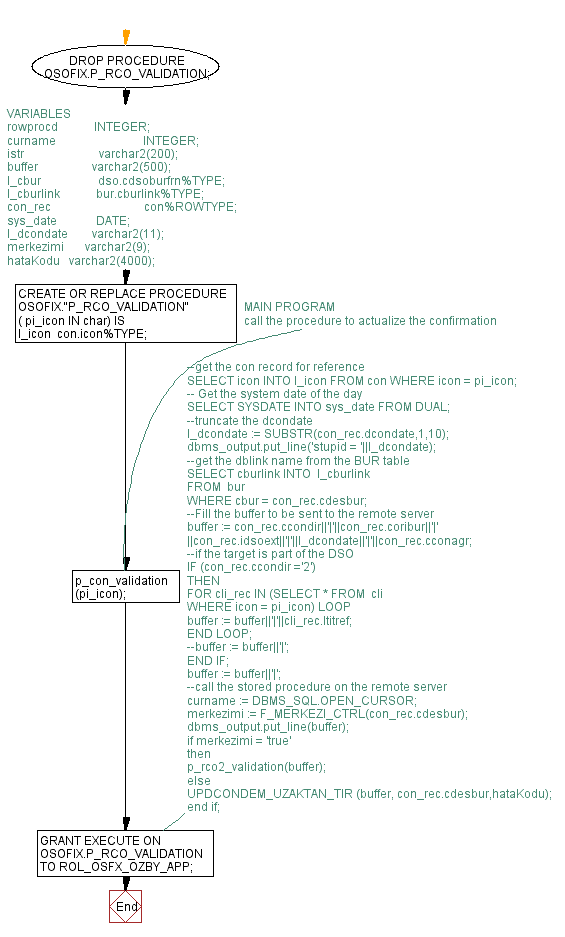 DROP PROCEDURE
OSOFIX.P_RCO_VALIDATION;
VARIABLES
rowprocd INTEGER;
curname INTEGER;
istr varchar2(200);
buffer varchar2(500);
l_cbur dso.cdsoburfrn%TYPE;
l_cburlink bur.cburlink%TYPE;
con_rec con%ROWTYPE;
sys_date DATE;
l_dcondate varchar2(11);
merkezimi varchar2(9);
hataKodu varchar2(4000);
CREATE OR REPLACE PROCEDURE
OSOFIX."P_RCO_VALIDATION"
( pi_icon IN char) IS
l_icon con.icon%TYPE;
MAIN PROGRAM
call the procedure to actualize the confirmation
--get the con record for reference
SELECT icon INTO l_icon FROM con WHERE icon = pi_icon;
-- Get the system date of the day
SELECT SYSDATE INTO sys_date FROM DUAL;
--truncate the dcondate
l_dcondate := SUBSTR(con_rec.dcondate,1,10);
dbms_output.put_line('stupid = '||l_dcondate);
--get the dblink name from the BUR table
SELECT cburlink INTO l_cburlink
FROM bur
WHERE cbur = con_rec.cdesbur;
--Fill the buffer to be sent to the remote server
buffer := con_rec.ccondir||'|'||con_rec.coribur||'|'
||con_rec.idsoext||'|'||l_dcondate||'|'||con_rec.cconagr;
--if the target is part of the DSO
IF (con_rec.ccondir ='2')
THEN
FOR cli_rec IN (SELECT * FROM cli
WHERE icon = pi_icon) LOOP
buffer := buffer||'|'||cli_rec.ltitref;
END LOOP;
--buffer := buffer||'|';
END IF;
buffer := buffer||'|';
--call the stored procedure on the remote server
curname := DBMS_SQL.OPEN_CURSOR;
merkezimi := F_MERKEZI_CTRL(con_rec.cdesbur);
dbms_output.put_line(buffer);
if merkezimi = 'true'
then
p_rco2_validation(buffer);
else
UPDCONDEM_UZAKTAN_TIR (buffer, con_rec.cdesbur,hataKodu);
end if;
p_con_validation
(pi_icon);
GRANT EXECUTE ON
OSOFIX.P_RCO_VALIDATION
TO ROL_OSFX_OZBY_APP;
End